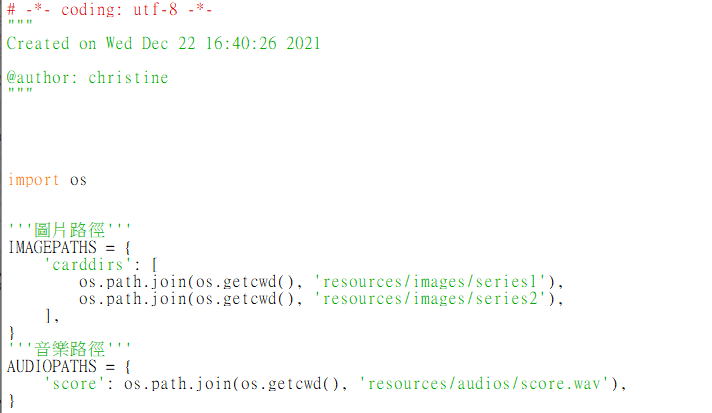 # -*- coding: utf-8 -*-
"""
Created on Wed Dec 22 16:40:26 2021
@author: christine
"""
import os
'''圖片路徑'''
IMAGEPATHS = {
    'carddirs': [
        os.path.join(os.getcwd(), 'resources/images/series1'),
        os.path.join(os.getcwd(), 'resources/images/series2'),
    ],
}
'''音樂路徑'''
AUDIOPATHS = {
    'score': os.path.join(os.getcwd(), 'resources/audios/score.wav'),
}